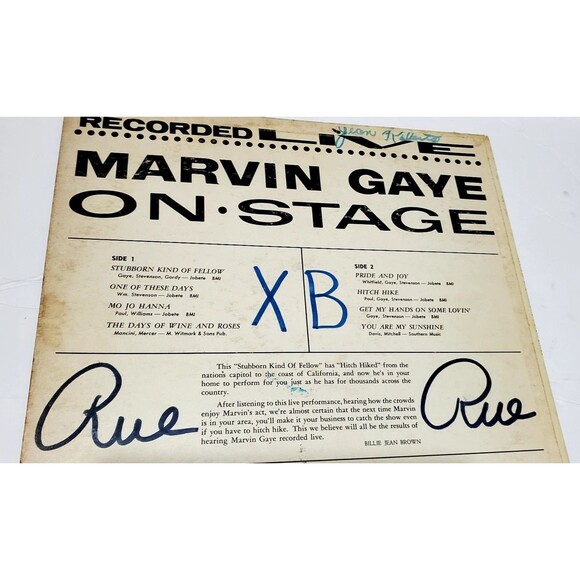 RECORDED LIVE
Jean
MARVIN GAYE
ON • STAGE
SIDE 1
STUBBORN KIND OF FELLOW
Gaye, Stevenson, Gordy — Jobete BMI
ONE OF THESE DAYS
Wm. Stevenson — Jobete BMI
MO JO HANNA
Paul, Williams — Jobete BMI
THE DAYS OF WINE AND ROSES
Mancini, Mercer — M. Witmark & Sons Pub.
XB
SIDE 2
PRIDE AND JOY
Whitfield, Gaye, Stevenson — Jobete BMI
HITCH HIKE
Paul, Gaye, Stevenson — Jobete BMI
GET MY HANDS ON SOME LOVIN'
Gaye, Stevenson — Jobete BMI
YOU ARE MY SUNSHINE
Davis, Mitchell — Southern Music
This "Stubborn Kind Of Fellow" has "Hitch Hiked" from the
nation's capitol to the coast of California, and now he's in your
home to perform for you just as he has for thousands across the
country.
After listening to this live performance, hearing how the crowds
enjoy Marvin's act, we're almost certain that the next time Marvin
is in your area, you'll make it your business to catch the show even
if you have to hitch hike. This we believe will all be the results of
hearing Marvin Gaye recorded live.
BILLIE JEAN BROWN
Rue
Rue